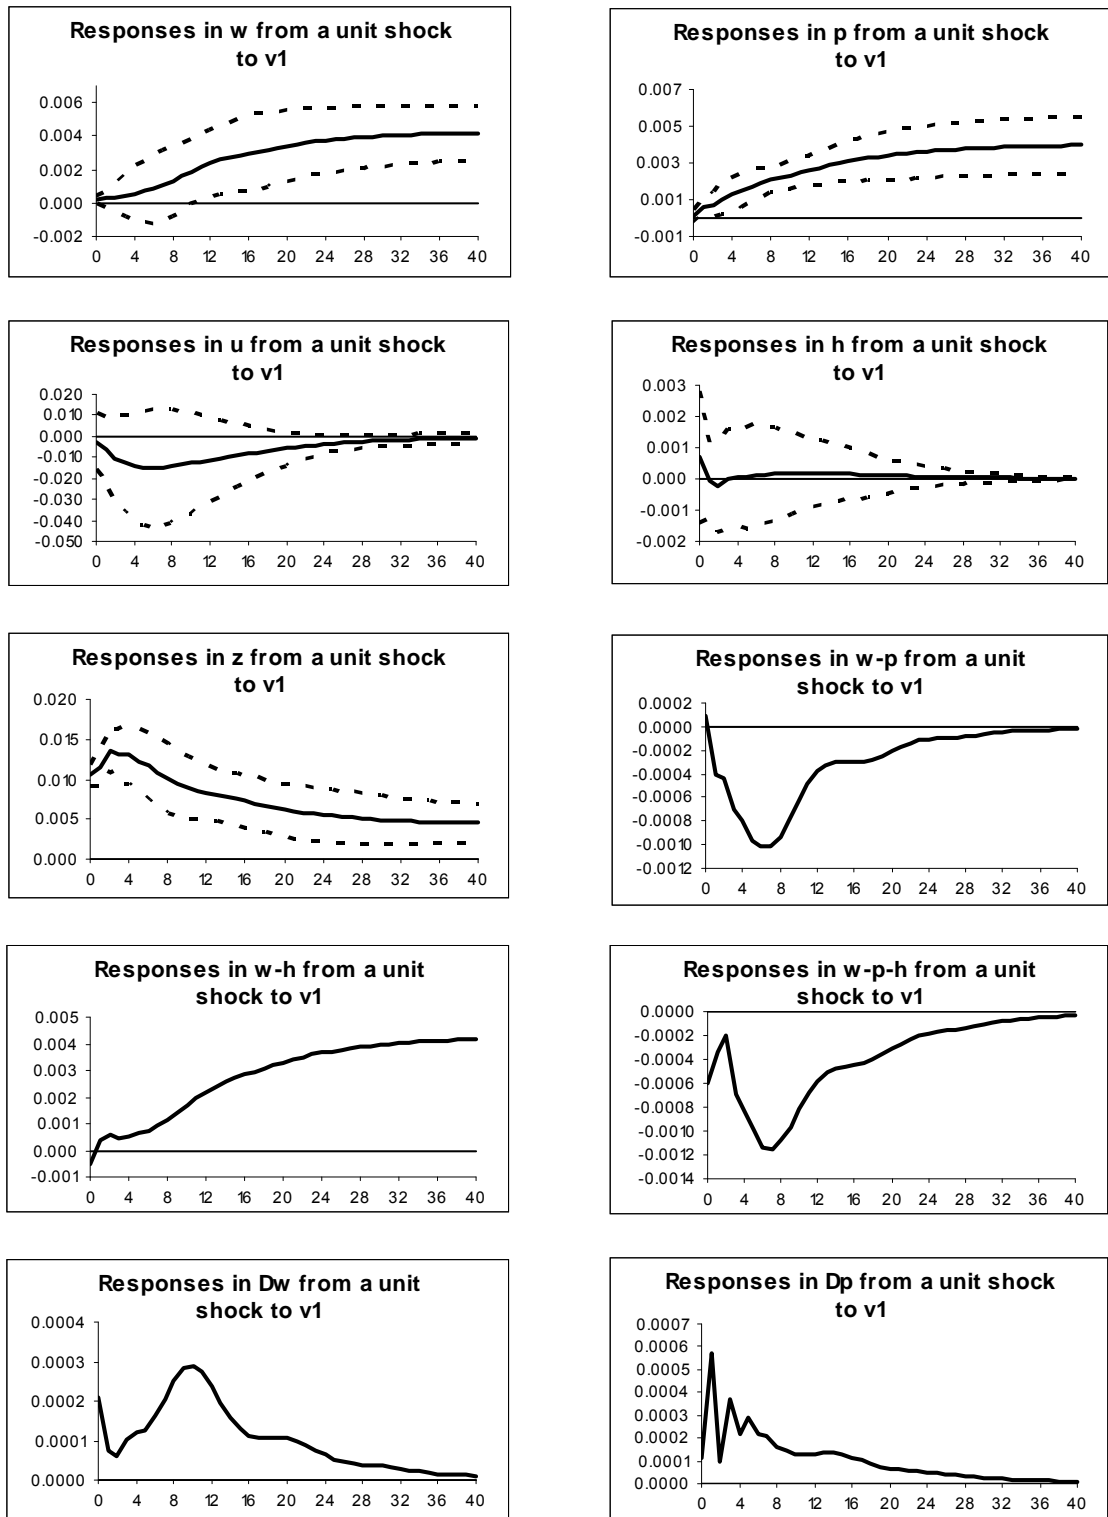 Responses in w from a unit shock
to v1
0.006
0.004
0.002
0.000
-0.002
0 4 8 12 16 20 24 28 32 36 40
Responses in p from a unit shock
to v1
0.007
0.005
0.003
0.001
-0.001
0 4 8 12 16 20 24 28 32 36 40
Responses in u from a unit shock
to v1
0.020
0.010
0.000
-0.010
-0.020
-0.030
-0.040
-0.050
0 4 8 12 16 20 24 28 32 36 40
Responses in h from a unit shock
to v1
0.003
0.002
0.001
0.000
-0.001
-0.002
0 4 8 12 16 20 24 28 32 36 40
Responses in z from a unit shock
to v1
0.020
0.015
0.010
0.005
0.000
0 4 8 12 16 20 24 28 32 36 40
Responses in w-p from a unit
shock to v1
0.0002
0.0000
-0.0002
-0.0004
-0.0006
-0.0008
-0.0010
-0.0012
0 4 8 12 16 20 24 28 32 36 40
Responses in w-h from a unit
shock to v1
0.005
0.004
0.003
0.002
0.001
0.000
-0.001
0 4 8 12 16 20 24 28 32 36 40
Responses in w-p-h from a unit
shock to v1
0.0000
-0.0002
-0.0004
-0.0006
-0.0008
-0.0010
-0.0012
-0.0014
0 4 8 12 16 20 24 28 32 36 40
Responses in Dw from a unit
shock to v1
0.0004
0.0003
0.0002
0.0001
0.0000
0 4 8 12 16 20 24 28 32 36 40
Responses in Dp from a unit shock
to v1
0.0007
0.0006
0.0005
0.0004
0.0003
0.0002
0.0001
0.0000
0 4 8 12 16 20 24 28 32 36 40